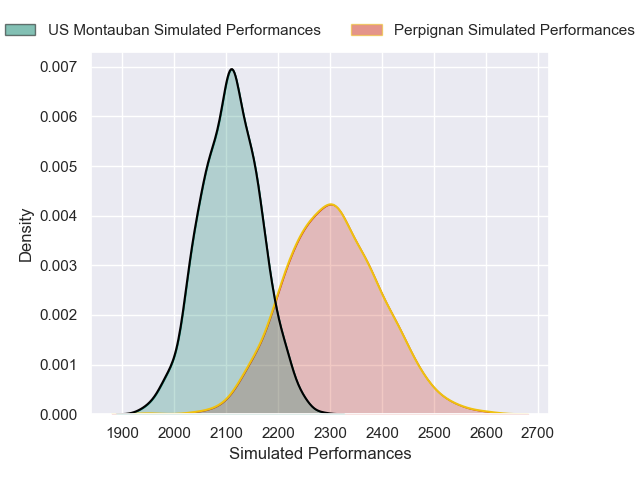 US Montauban Simulated Performances
Perpignan Simulated Performances
0.007
0.006
0.005
0.004
0.003
0.002
0.001
0.000
Density
1900 2000 2100 2200 2300 2400 2500 2600 2700
Simulated Performances